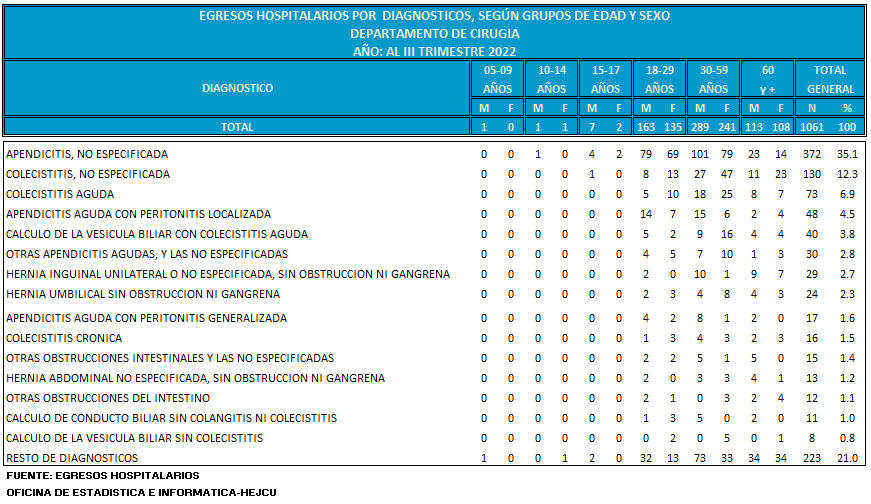 EGRESOS HOSPITALARIOS POR DIAGNOSTICOS, SEGÚN GRUPOS DE EDAD Y SEXO
DEPARTAMENTO DE CIRUGIA
AÑO: AL III TRIMESTRE 2022
DIAGNOSTICO 05-09 AÑOS 10-14 AÑOS 15-17 AÑOS 18-29 AÑOS 30-59 AÑOS 60 y + TOTAL GENERAL
M F M F M F M F M F M F N %
TOTAL 1 0 1 1 7 2 163 135 289 241 113 108 1061 100
APENDICITIS, NO ESPECIFICADA 0 0 1 0 4 2 79 69 101 79 23 14 372 35.1
COLECISTITIS, NO ESPECIFICADA 0 0 0 0 1 0 8 13 27 47 11 23 130 12.3
COLECISTITIS AGUDA 0 0 0 0 0 0 5 10 18 25 8 7 73 6.9
APENDICITIS AGUDA CON PERITONITIS LOCALIZADA 0 0 0 0 0 0 14 7 15 6 2 4 48 4.5
CALCULO DE LA VESICULA BILIAR CON COLECISTITIS AGUDA 0 0 0 0 0 0 5 2 9 16 4 4 40 3.8
OTRAS APENDICITIS AGUDAS, Y LAS NO ESPECIFICADAS 0 0 0 0 0 0 4 5 7 10 1 3 30 2.8
HERNIA INGUINAL UNILATERAL O NO ESPECIFICADA, SIN OBSTRUCCION NI GANGRENA 0 0 0 0 0 0 2 0 10 1 9 7 29 2.7
HERNIA UMBILICAL SIN OBSTRUCCION NI GANGRENA 0 0 0 0 0 0 2 3 4 8 4 3 24 2.3
APENDICITIS AGUDA CON PERITONITIS GENERALIZADA 0 0 0 0 0 0 4 2 8 1 2 0 17 1.6
COLECISTITIS CRONICA 0 0 0 0 0 0 1 3 4 3 2 3 16 1.5
OTRAS OBSTRUCCIONES INTESTINALES Y LAS NO ESPECIFICADAS 0 0 0 0 0 0 2 2 5 1 5 0 15 1.4
HERNIA ABDOMINAL NO ESPECIFICADA, SIN OBSTRUCCION NI GANGRENA 0 0 0 0 0 0 2 0 3 3 4 1 13 1.2
OTRAS OBSTRUCCIONES DEL INTESTINO 0 0 0 0 0 0 2 1 0 3 2 4 12 1.1
CALCULO DE CONDUCTO BILIAR SIN COLANGITIS NI COLECISTITIS 0 0 0 0 0 0 1 3 5 0 2 0 11 1.0
CALCULO DE LA VESICULA BILIAR SIN COLECISTITIS 0 0 0 0 0 0 0 2 0 5 0 1 8 0.8
RESTO DE DIAGNOSTICOS 1 0 0 1 2 0 32 13 73 33 34 34 223 21.0
FUENTE: EGRESOS HOSPITALARIOS
OFICINA DE ESTADISTICA E INFORMATICA-HEJCU